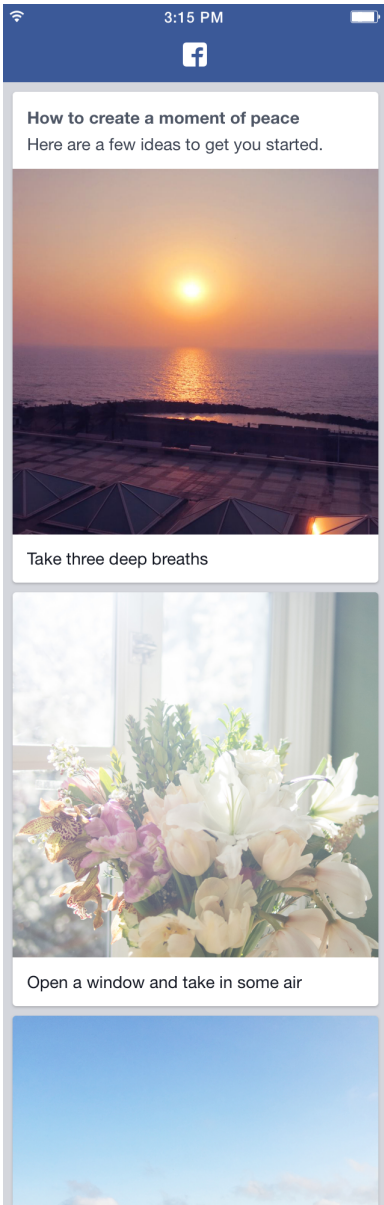 3:15 PM
How to create a moment of peace
Here are a few ideas to get you started.
Take three deep breaths
Open a window and take in some air